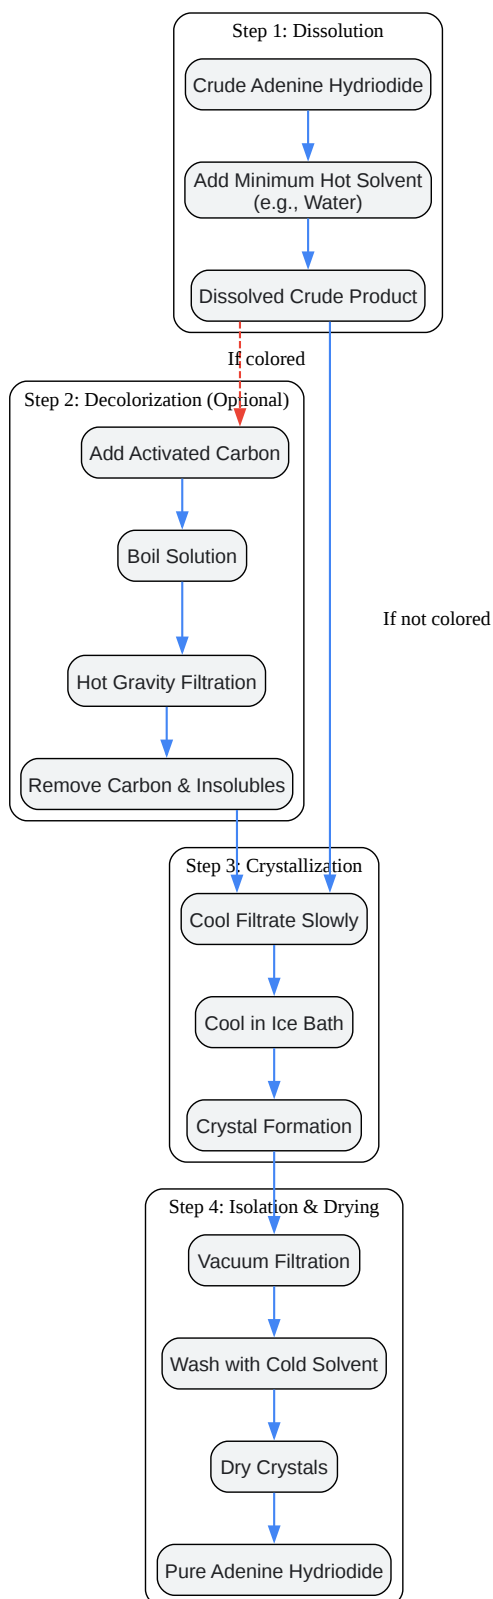 Step 1: Dissolution
Crude Adenine Hydriodide
Add Minimum Hot Solvent
(e.g., Water)
Dissolved Crude Product
If colored
Step 2: Decolorization (Optional)
Add Activated Carbon
Boil Solution
If not colored
Hot Gravity Filtration
Remove Carbon & Insolubles
Step 3: Crystallization
Cool Filtrate Slowly
Cool in Ice Bath
Crystal Formation
Step 4: Isolation & Drying
Vacuum Filtration
Wash with Cold Solvent
Dry Crystals
Pure Adenine Hydriodide